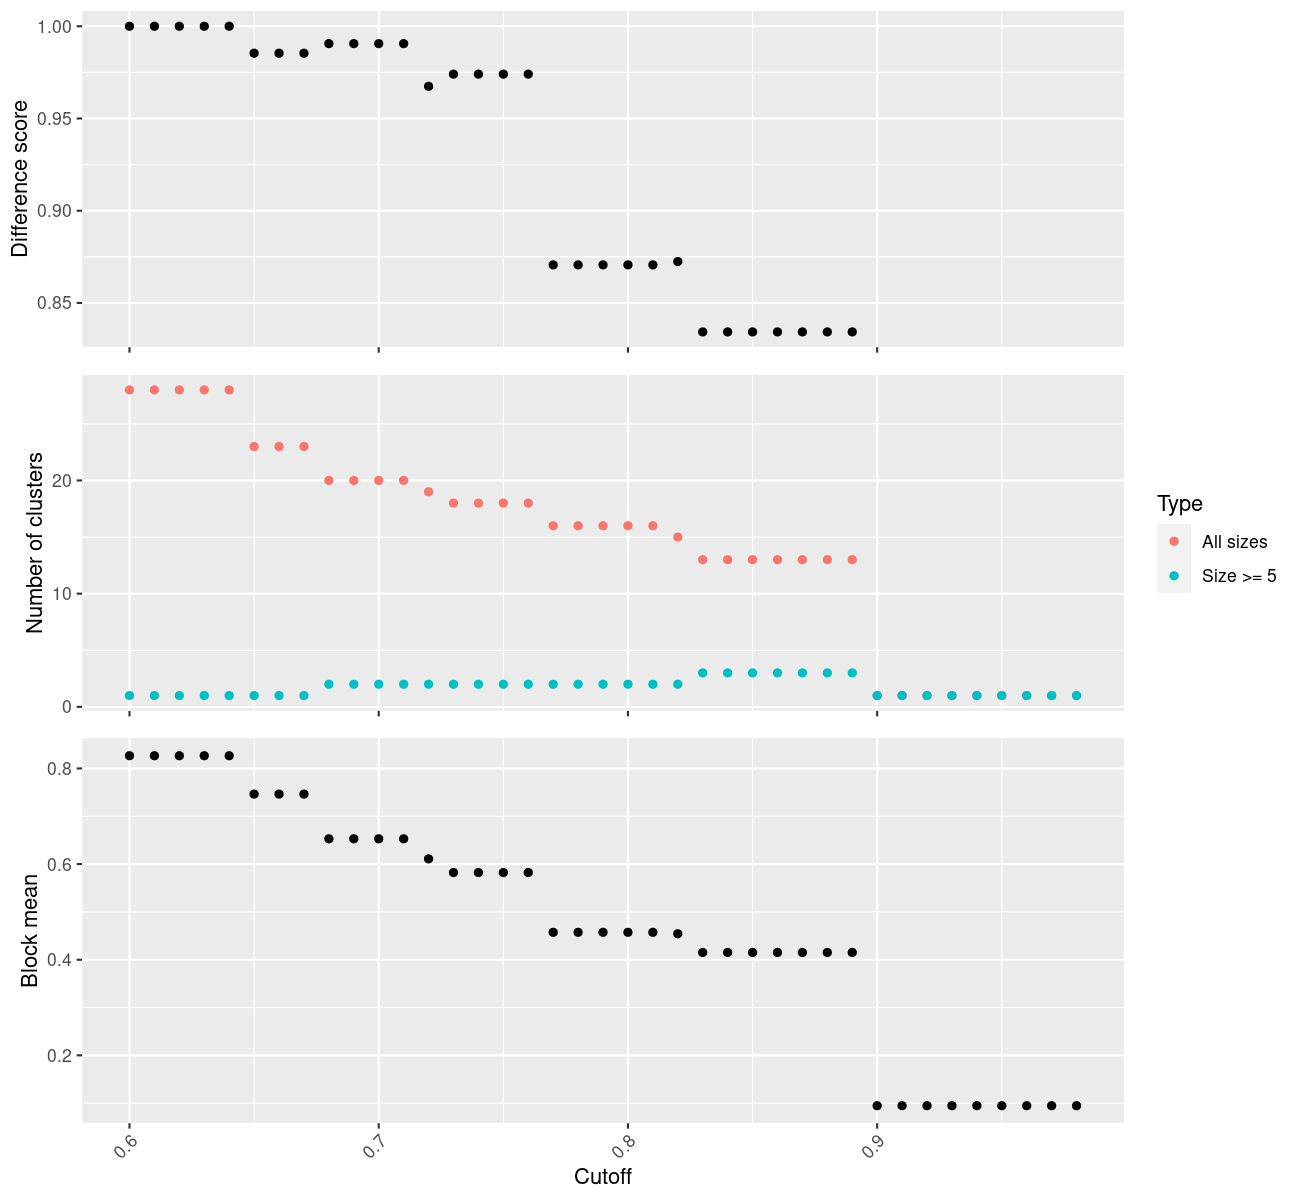 Difference score
1.00
0.95
0.90
0.85
Number of clusters
20
10
0
Type
All sizes
Size >= 5
Block mean
0.8
0.6
0.4
0.2
0.6 0.7 0.8 0.9
Cutoff